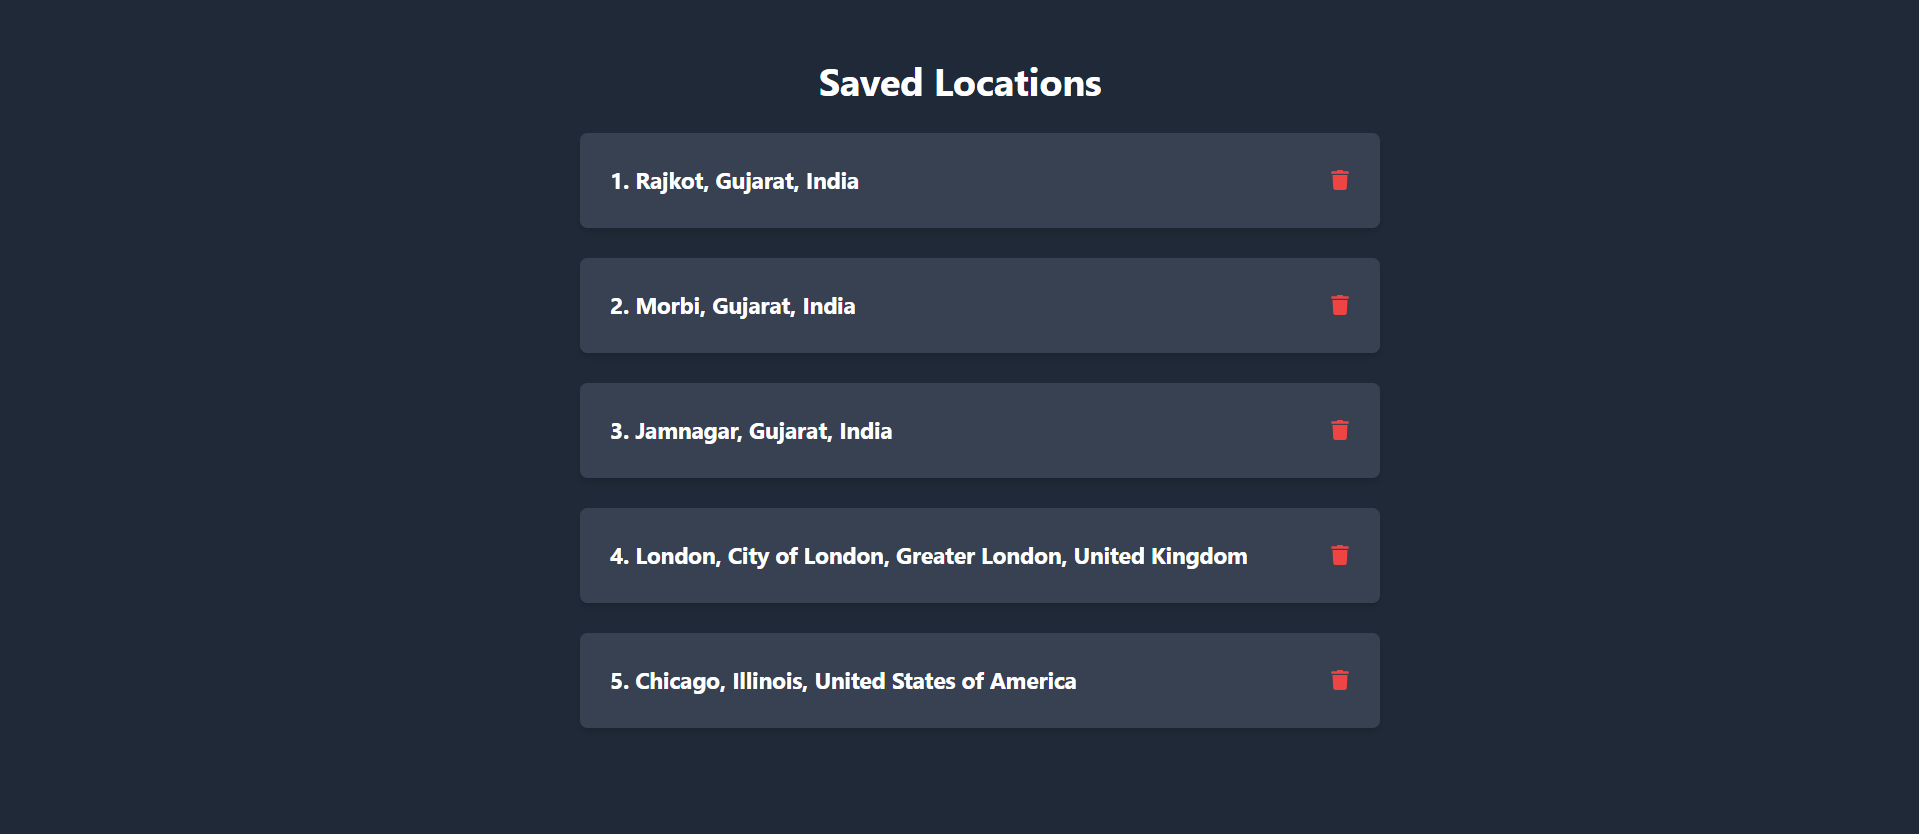 Saved Locations
1. Rajkot, Gujarat, India
2. Morbi, Gujarat, India
3. Jamnagar, Gujarat, India
4. London, City of London, Greater London, United Kingdom
5. Chicago, Illinois, United States of America